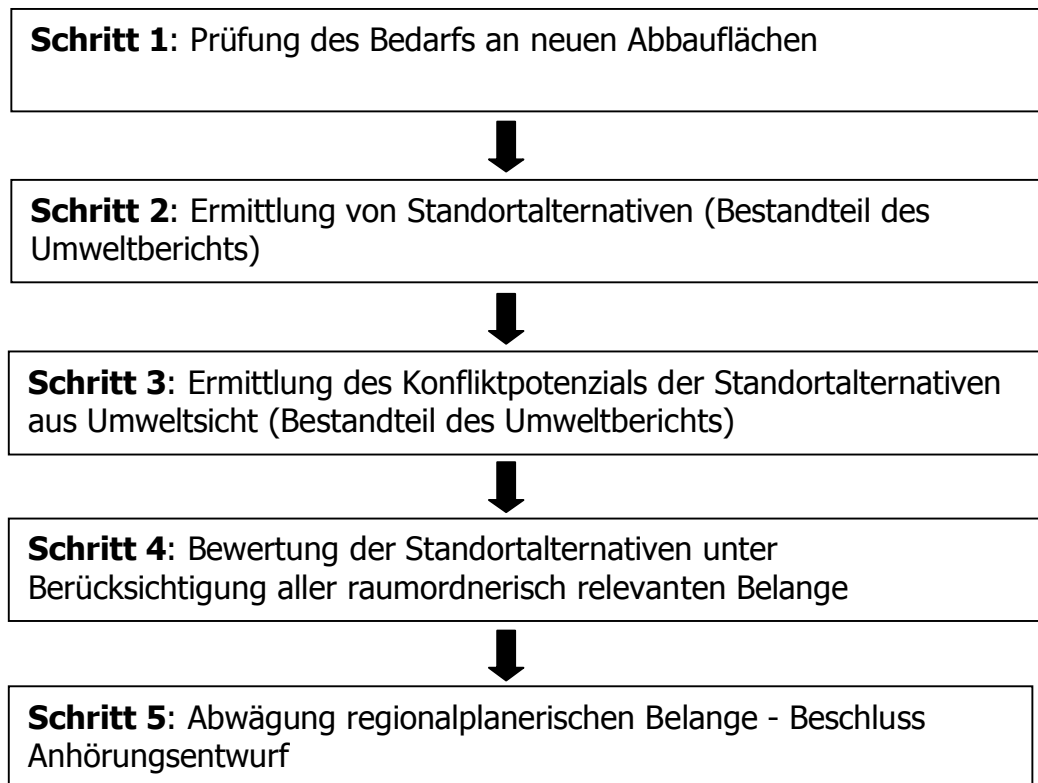 Schritt 1: Prüfung des Bedarfs an neuen Abbauflächen
Schritt 2: Ermittlung von Standortalternativen (Bestandteil des
Umweltberichts)
Schritt 3: Ermittlung des Konfliktpotenzials der Standortalternativen
aus Umweltsicht (Bestandteil des Umweltberichts)
Schritt 4: Bewertung der Standortalternativen unter
Berücksichtigung aller raumordnerisch relevanten Belange
Schritt 5: Abwägung regionalplanerischen Belange - Beschluss
Anhörungsentwurf